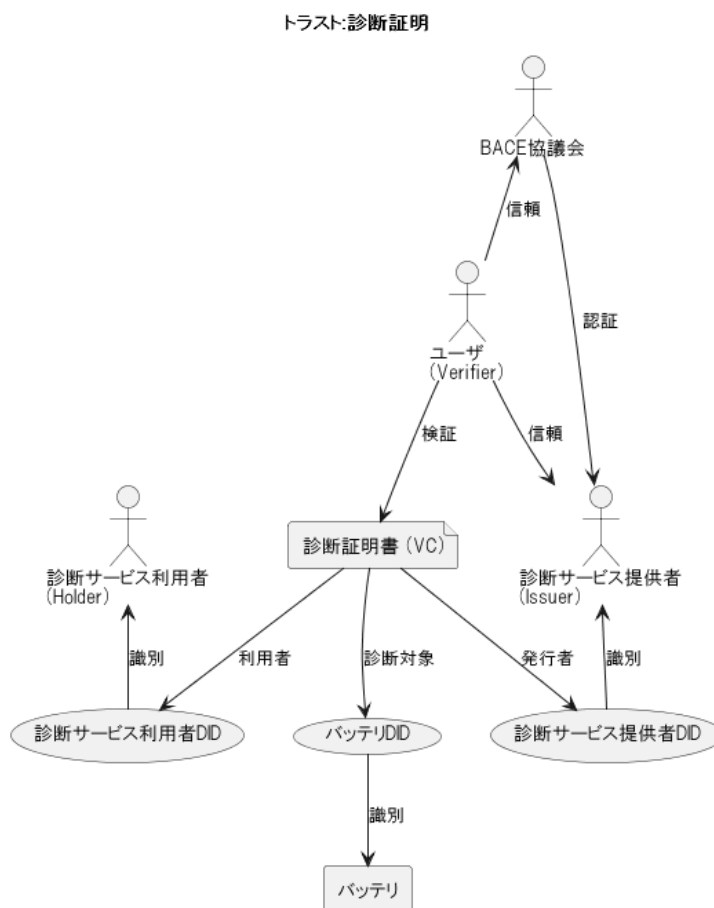 トラスト:診断証明
BACE協議会
信頼
認証
ユーザ
(Verifier)
検証
信頼
診断証明書 (VC)
診断サービス利用者
(Holder)
診断サービス提供者
(Issuer)
識別
利用者
診断対象
発行者
識別
診断サービス利用者DID
バッテリDID
診断サービス提供者DID
識別
バッテリ